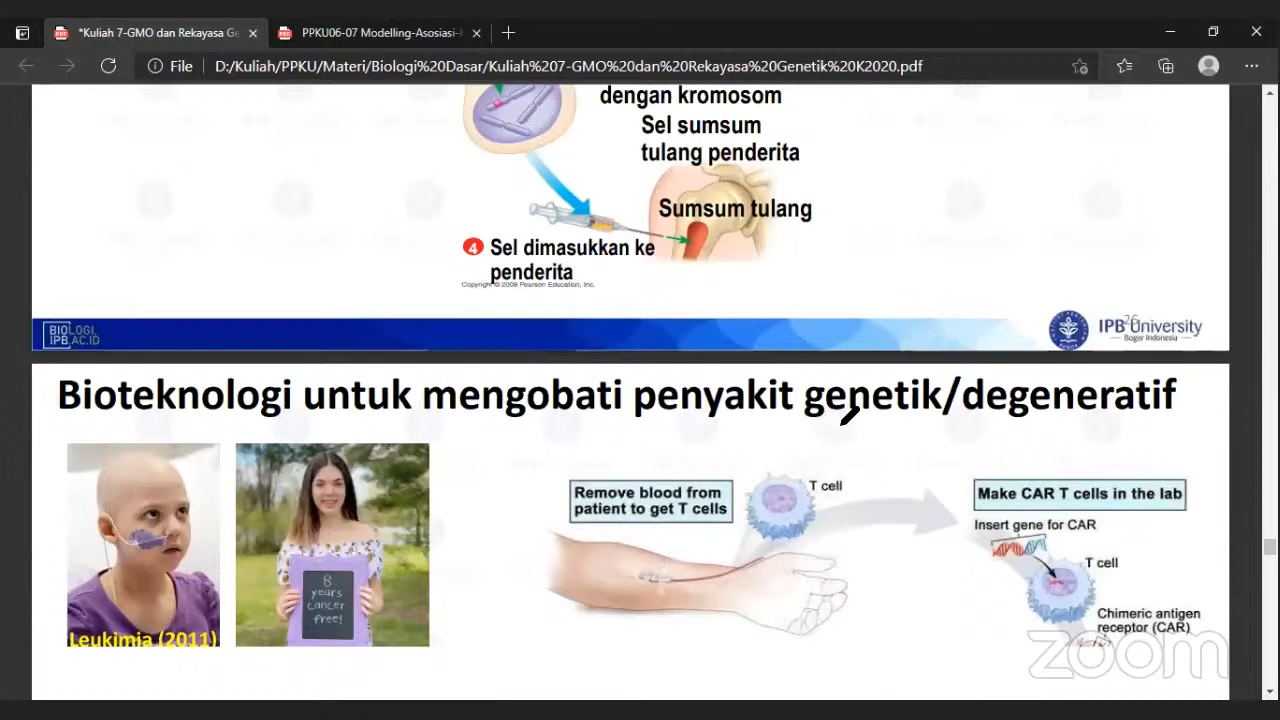 *Kuliah 7-GMO dan Rekayasa Ge
PPKU06-07 Modelling-Asosiasi-
File
D:/Kuliah/PPKU/Materi/Biologi%20Dasar/Kuliah%207-GMO%20dan%20Rekayasa%20Genetik%20K2020.pdf
dengan kromosom
Sel sumsum
tulang penderita
Sumsum tulang
4 Sel dimasukkan ke
penderita
Copyright © 2009 Pearson Education, Inc.
BIOLOGI.
IPB.AC.ID
26
IPB University
Bogor Indonesia
Bioteknologi untuk mengobati penyakit genetik/degeneratif
Leukimia (2011)
8
years
cancer
free!
Remove blood from
patient to get T cells
T cell
Make CAR T cells in the lab
Insert gene for CAR
T cell
Chimeric antigen
receptor (CAR)
zoom